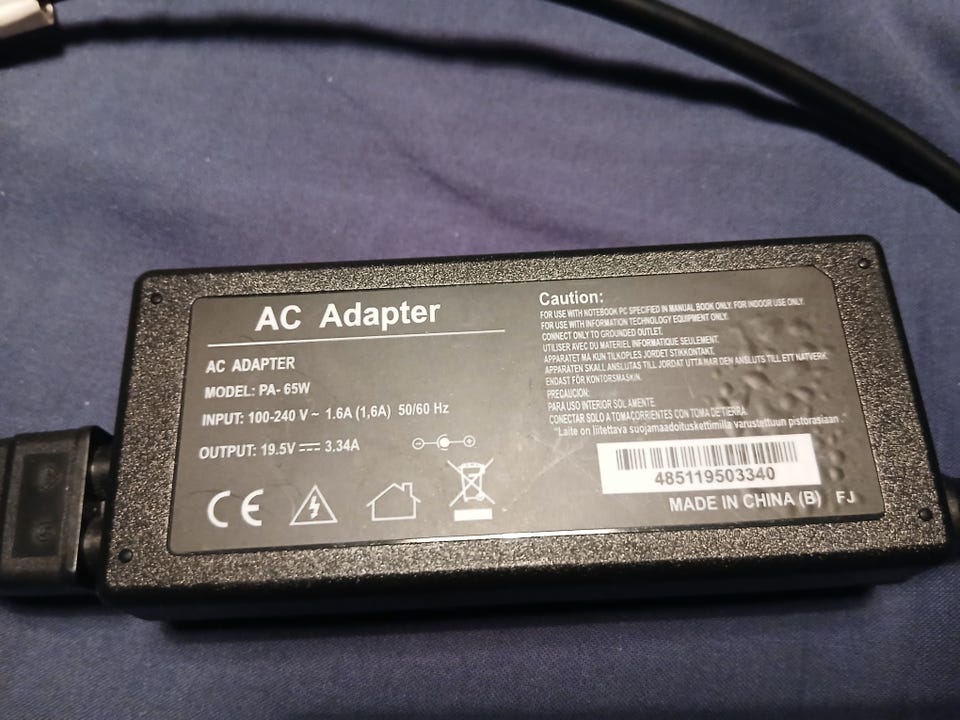 AC Adapter
AC ADAPTER
MODEL: PA- 65W
INPUT: 100-240 V ~ 1.6A (1,6A) 50/60 Hz
OUTPUT: 19.5V 3.34A
Caution:
FOR USE WITH NOTEBOOK PC SPECIFIED IN MANUAL BOOK ONLY. FOR INDOOR USE ONLY.
FOR USE WITH INFORMATION TECHNOLOGY EQUIPMENT ONLY.
CONNECT ONLY TO GROUNDED OUTLET.
UTILISER AVEC DU MATERIEL INFORMATIQUE SEULEMENT.
APPARATET MA KUN TILKOPLES JORDET STIKKONTAKT.
APPARATEN SKALL ANSLUTAS TILL JORDAT UTTA NAR DEN ANSLUTS TILL ETT NATVERK.
ENDAST FÖR KONTORSMASKIN.
PRECAUCION:
PARA USO INTERIOR SOLAMENTE.
CONECTAR SOLO A TOMACORRIENTES CON TOMA DE TIERRA.
"Laite on liitettava suojamaadoituskettimilla varustettuun pistorasiaan"
485119503340
MADE IN CHINA (B) FJ
CE